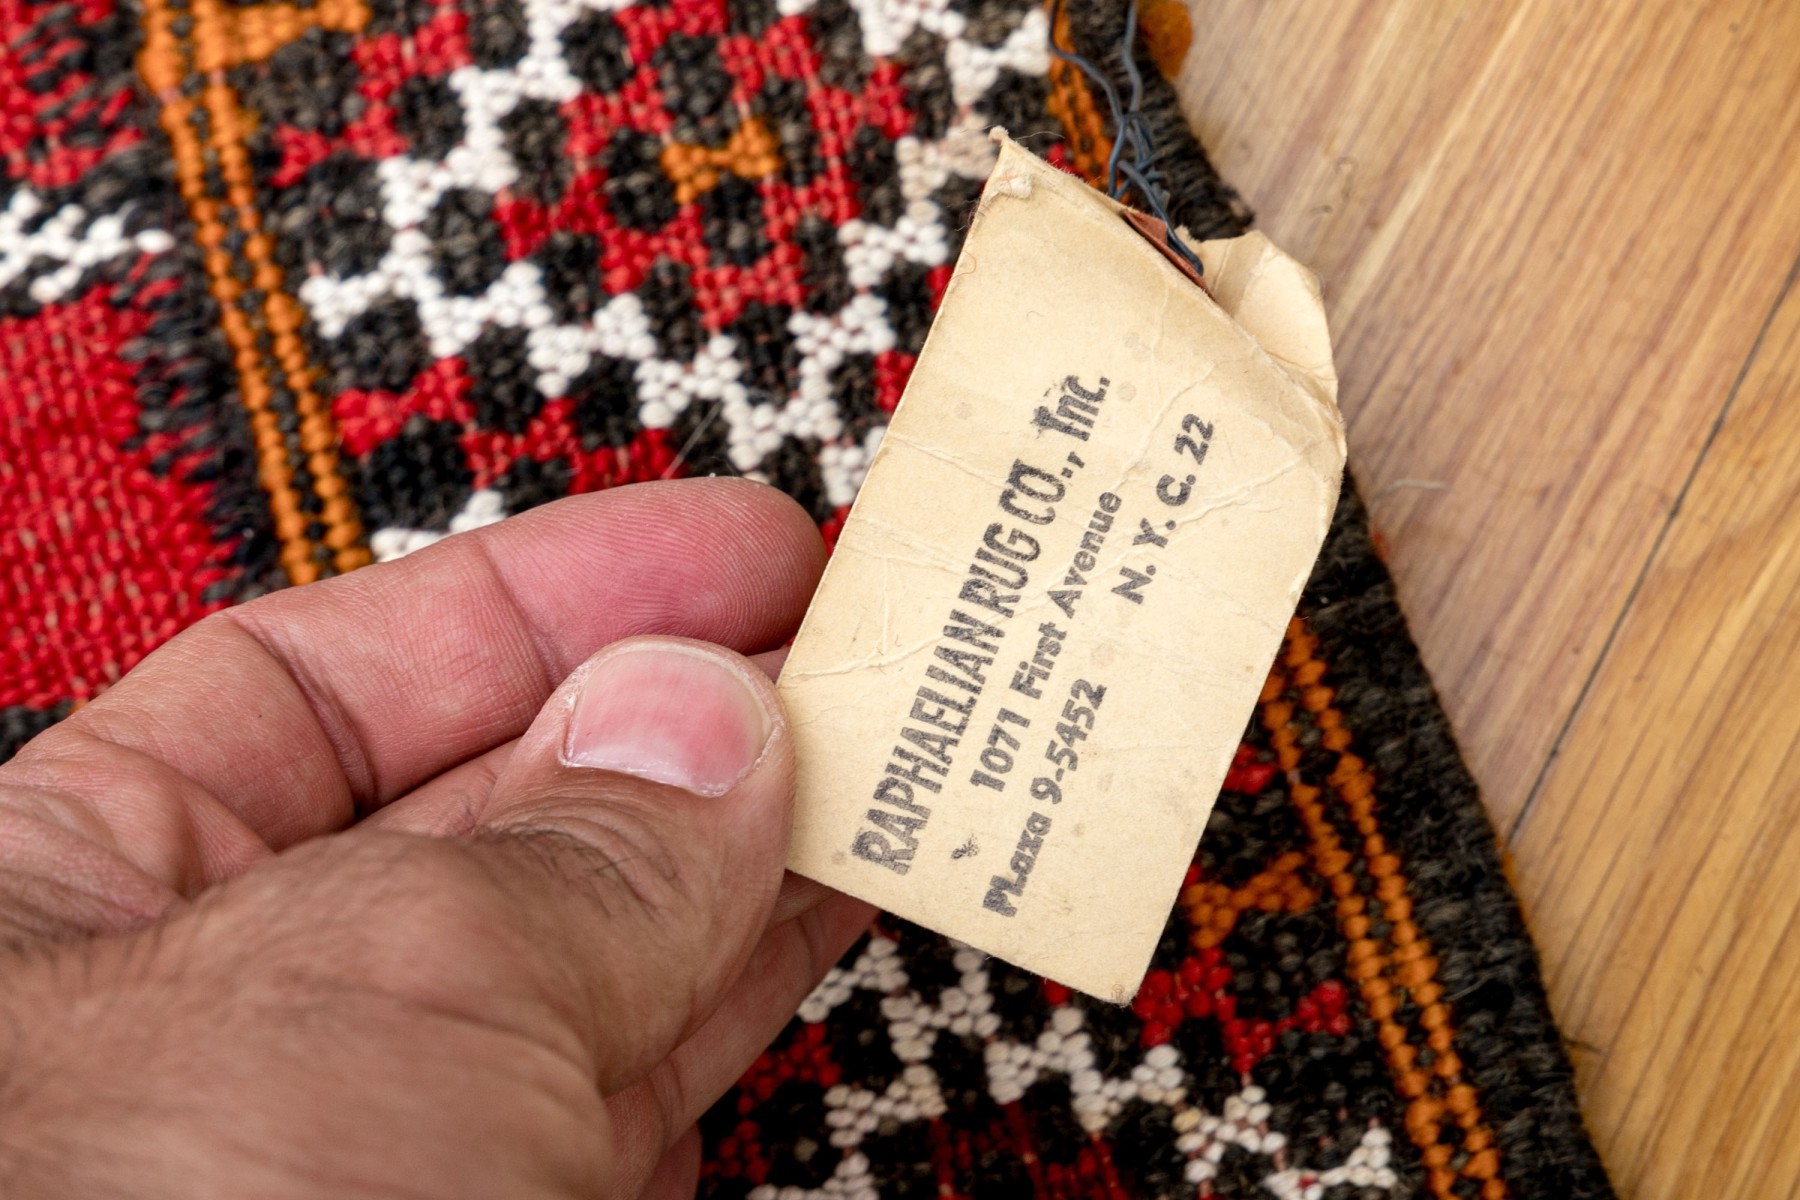 RAPHAELIAN RUG CO., Inc.
1071 First Avenue
PLaza 9-5452 N. Y. C. 22